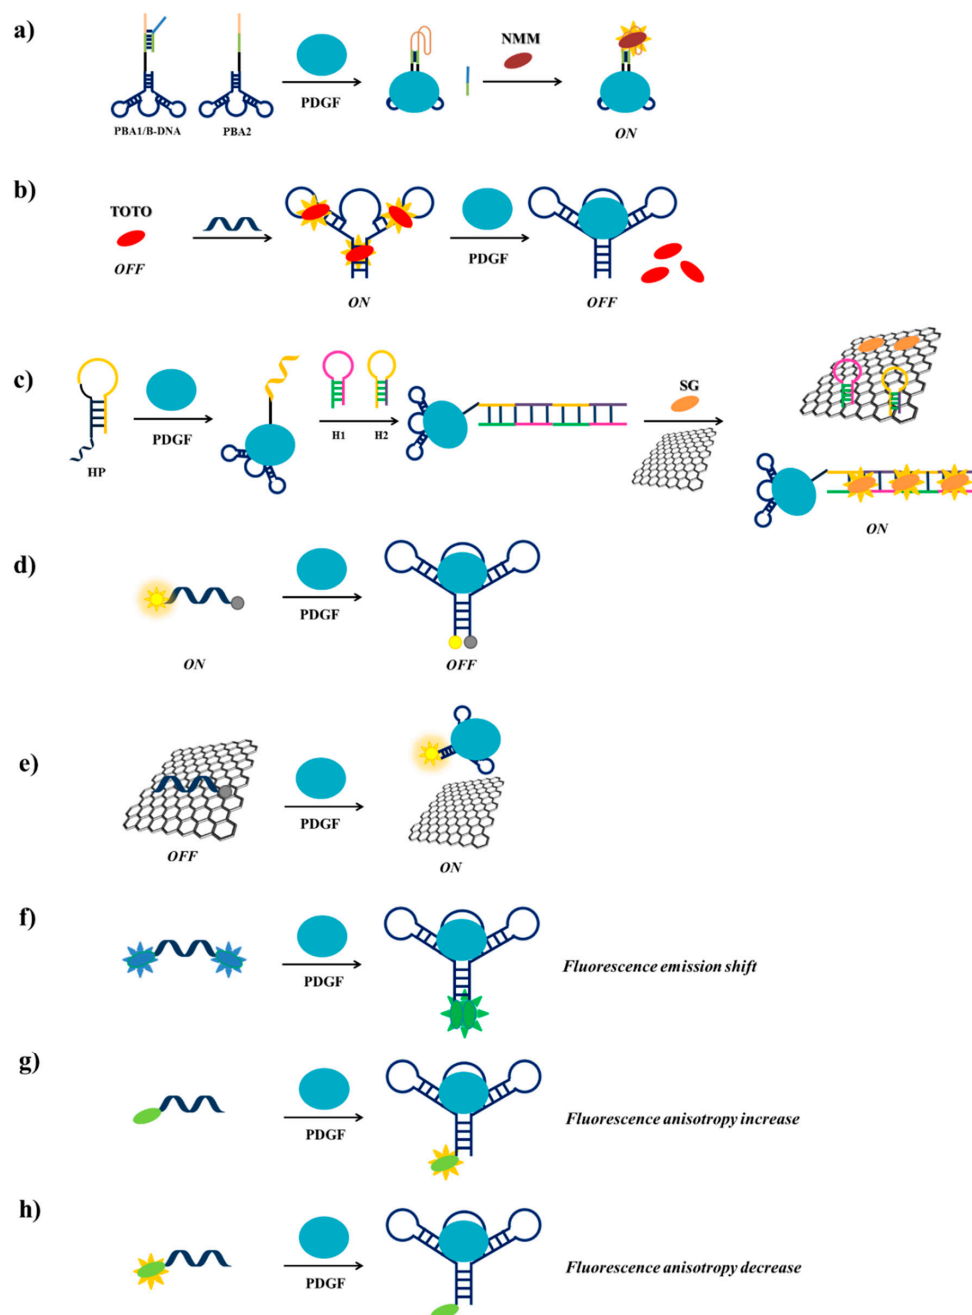 a)
NMM
PDGF
PBA1/B-DNA
PBA2
ON
b)
TOTO
OFF
PDGF
ON
OFF
c)
SG
PDGF
H1
H2
HP
ON
d)
PDGF
ON
OFF
e)
PDGF
OFF
ON
f)
PDGF
Fluorescence emission shift
g)
PDGF
Fluorescence anisotropy increase
h)
PDGF
Fluorescence anisotropy decrease